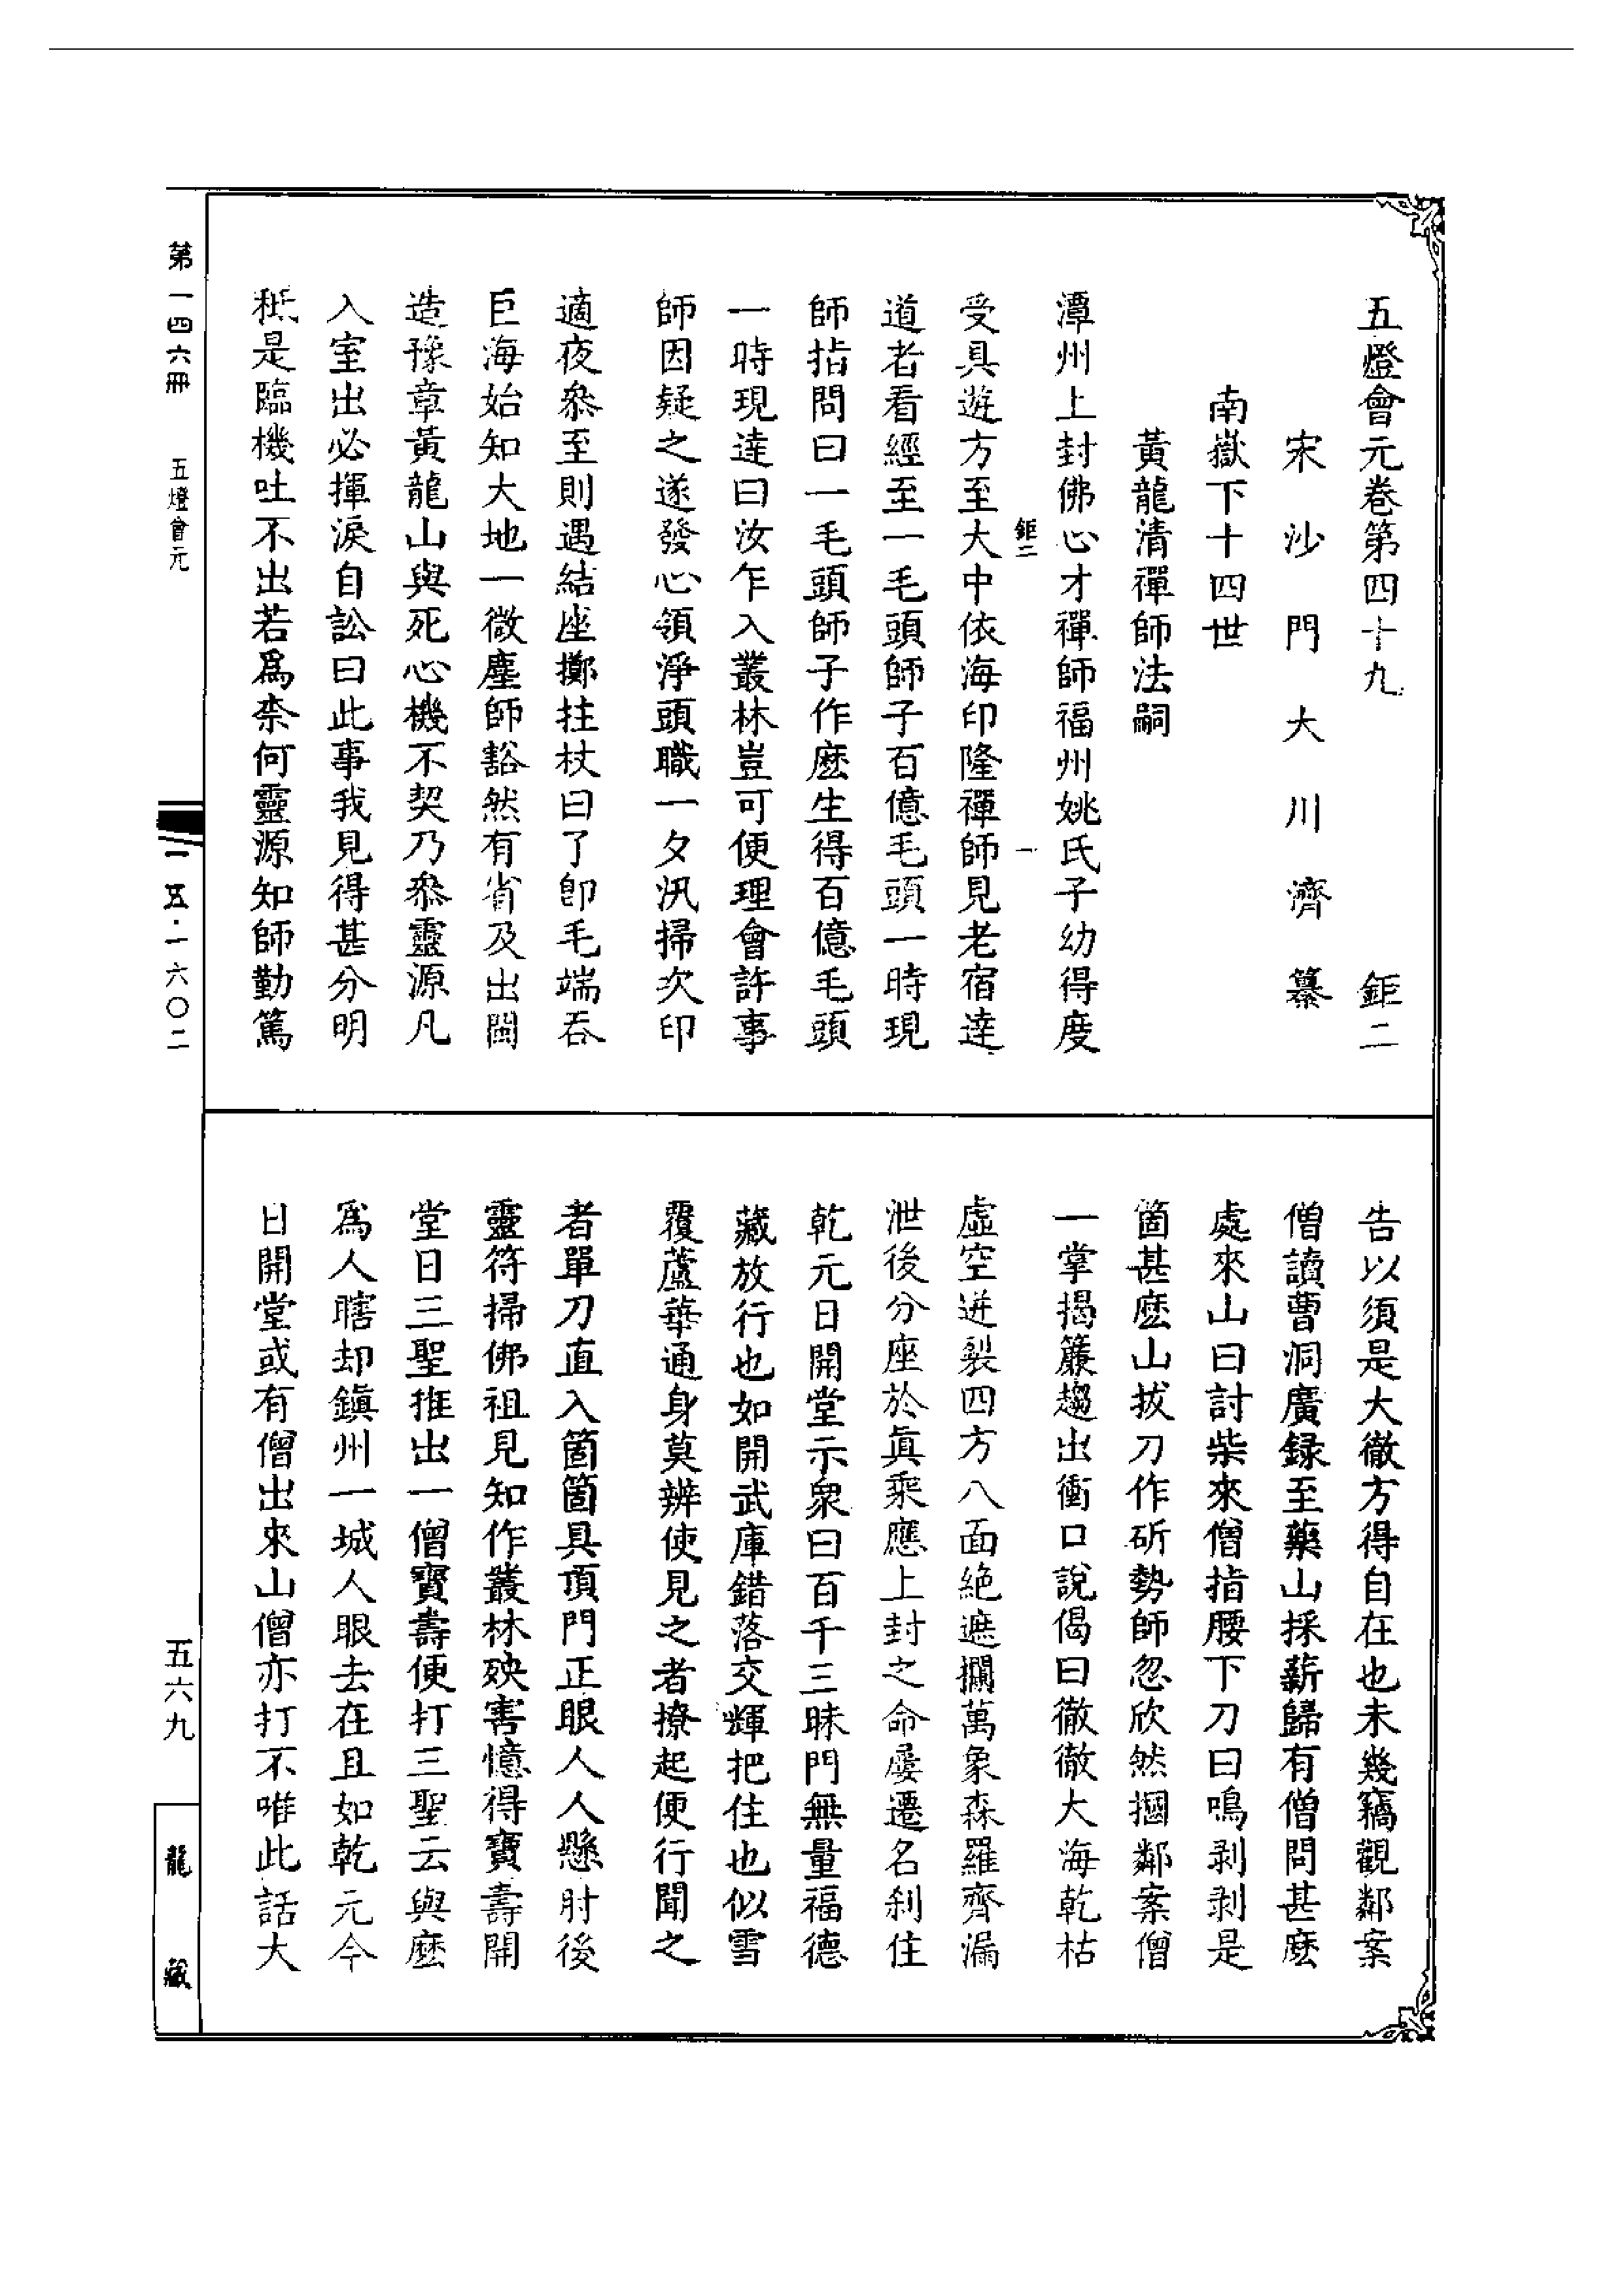 五燈會元卷第四十九 鉅二
宋沙門大川濟纂
南嶽下十四世
黃龍清禪師法嗣
潭州上封佛心才禪師福州姚氏子幼得度
鉅二 一
受具遊方至大中依海印隆禪師見老宿達
道者看經至一毛頭師子百億毛頭一時現
師指問曰一毛頭師子作麽生得百億毛頭
一時現達曰汝乍入叢林豈可便理會許事
師因疑之遂發心領淨頭職一夕汛掃次印
適夜叅至則遇結座擲拄杖曰了即毛端吞
巨海始知大地一微塵師豁然有省及出閩
造豫章黃龍山與死心機不契乃叅靈源凡
入室出必揮淚自訟曰此事我見得甚分明
秖是臨機吐不出若爲柰何靈源知師勤篤
告以須是大徹方得自在也未幾竊觀鄰案
僧讀曹洞廣録至藥山採薪歸有僧問甚麽
處來山曰討柴來僧指腰下刀曰鳴剥剥是
箇甚麽山拔刀作斫勢師忽欣然摑鄰案僧
一掌揭簾趨出衝口說偈曰徹徹大海乾枯
虛空迸裂四方八面絶遮攔萬象森羅齊漏
泄後分座於眞乘應上封之命屢遷名刹住
乾元日開堂示衆曰百千三昧門無量福德
藏放行也如開武庫錯落交輝把住也似雪
覆蘆華通身莫辨使見之者撩起便行聞之
者單刀直入箇箇具頂門正眼人人懸肘後
靈符掃佛祖見知作叢林殃害憶得寶壽開
堂日三聖推出一僧寶壽便打三聖云與麽
爲人瞎却鎭州一城人眼去在且如乾元今
日開堂或有僧出來山僧亦打不唯此話大
第一四六冊 五燈會元
一五·一六〇二
五六九
龍藏